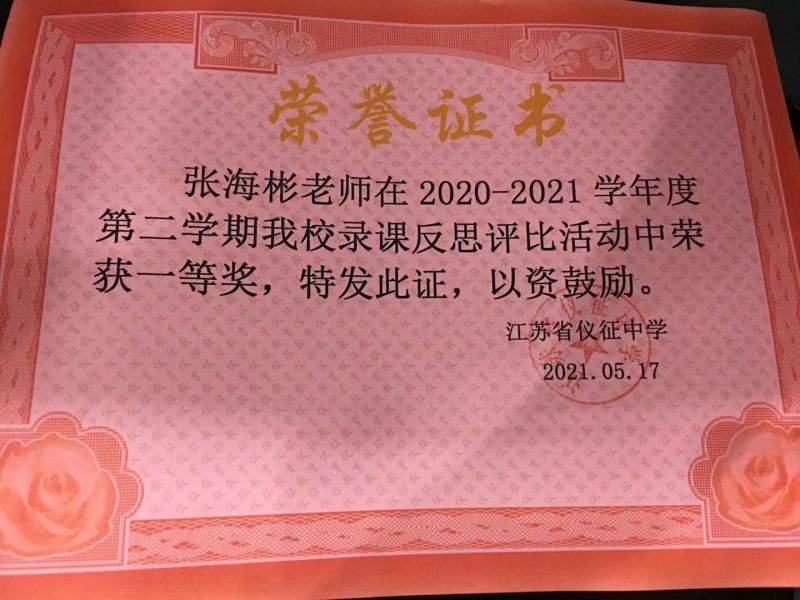 荣誉证书
张海彬老师在 2020-2021 学年度
第二学期我校录课反思评比活动中荣
获一等奖，特发此证，以资鼓励。
江苏省仪征中学
2021.05.17